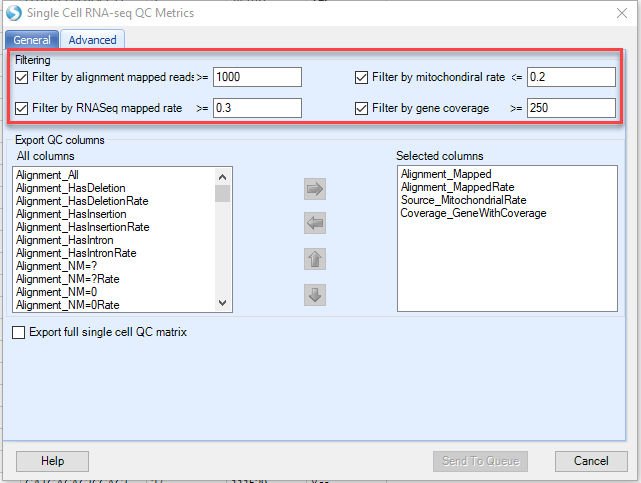 Single Cell RNA-seq QC Metrics
General Advanced
Filtering
Filter by alignment mapped reads >= 1000 Filter by mitochondiral rate <= 0.2
Filter by RNASeq mapped rate >= 0.3 Filter by gene coverage >= 250
Export QC columns
All columns Selected columns
Alignment_All Alignment_Mapped
Alignment_HasDeletion Alignment_MappedRate
Alignment_HasDeletionRate Source_MitochondrialRate
Alignment_HasInsertion Coverage_GeneWithCoverage
Alignment_HasInsertionRate
Alignment_HasIntron
Alignment_HasIntronRate
Alignment_NM=?
Alignment_NM=?Rate
Alignment_NM=0
Alignment_NM=0Rate
Export full single cell QC matrix
Help Send To Queue Cancel